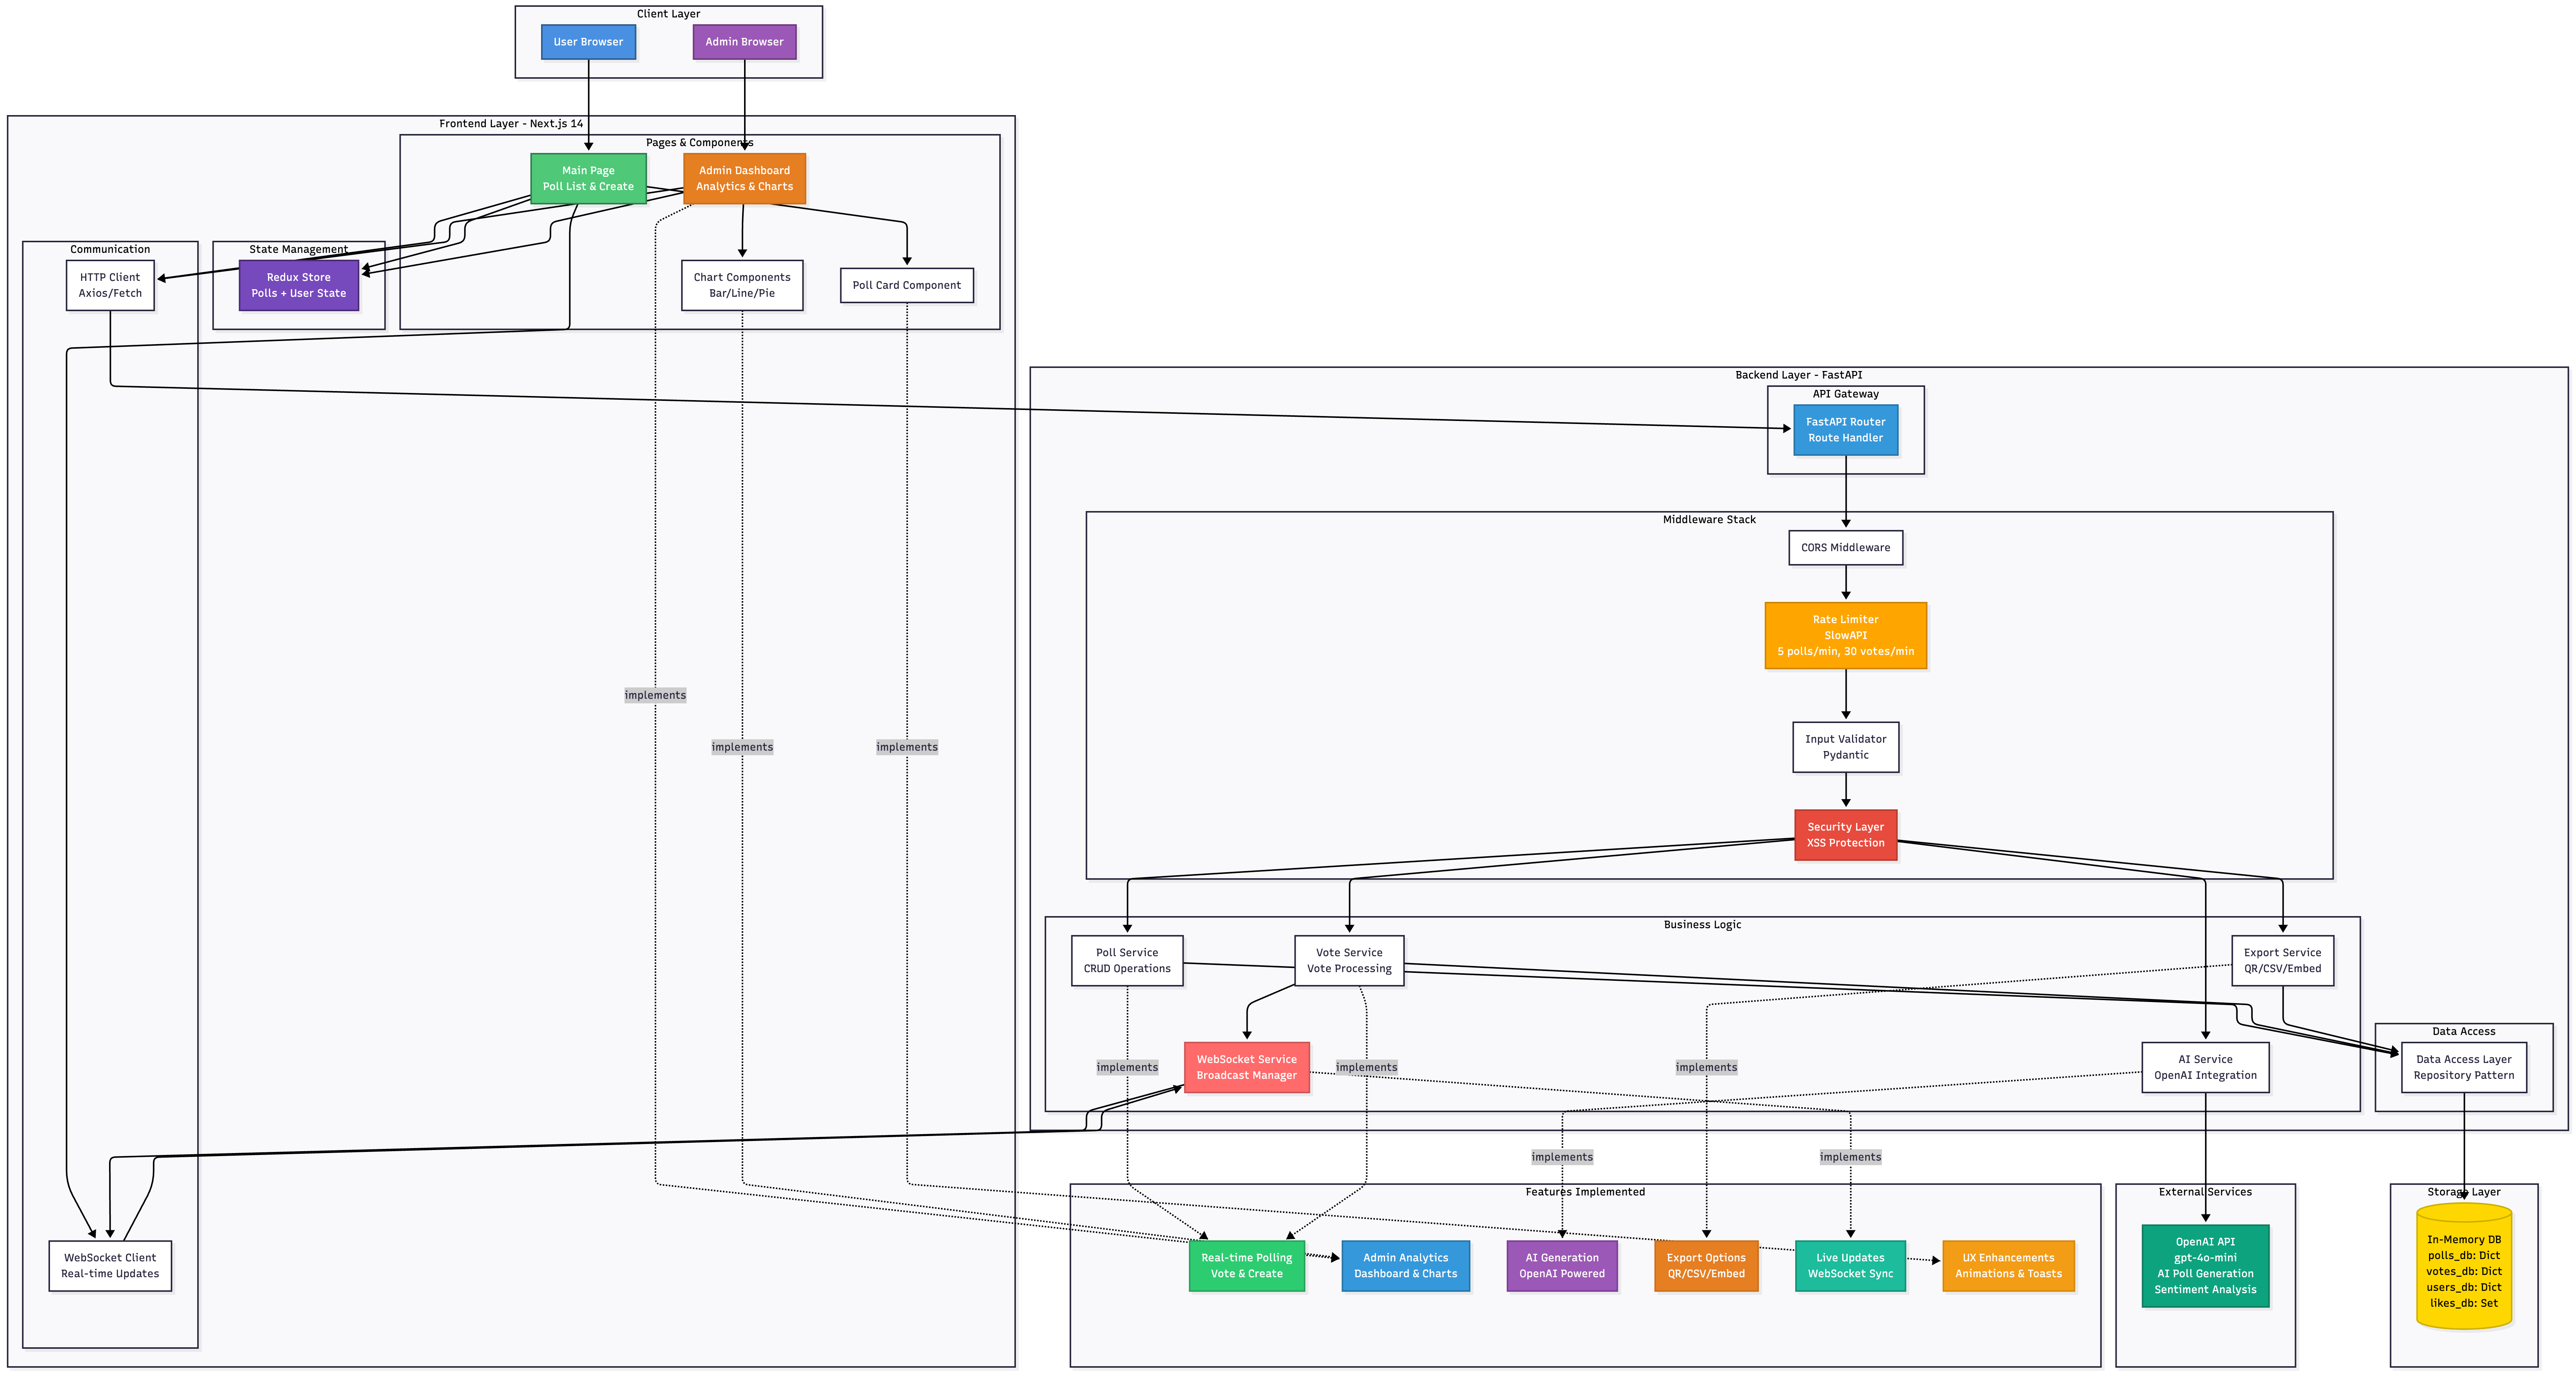 Client Layer
User Browser
Admin Browser
Frontend Layer - Next.js 14
Pages & Components
Main Page
Poll List & Create
Admin Dashboard
Analytics & Charts
Communication
HTTP Client
Axios/Fetch
State Management
Redux Store
Polls + User State
Chart Components
Bar/Line/Pie
Poll Card Component
Backend Layer - FastAPI
API Gateway
FastAPI Router
Route Handler
Middleware Stack
CORS Middleware
Rate Limiter
SlowAPI
5 polls/min, 30 votes/min
implements
implements
implements
Input Validator
Pydantic
Security Layer
XSS Protection
Business Logic
Poll Service
CRUD Operations
Vote Service
Vote Processing
Export Service
QR/CSV/Embed
WebSocket Service
Broadcast Manager
implements
implements
implements
AI Service
OpenAI Integration
Data Access
Data Access Layer
Repository Pattern
implements
implements
WebSocket Client
Real-time Updates
Features Implemented
Real-time Polling
Vote & Create
Admin Analytics
Dashboard & Charts
AI Generation
OpenAI Powered
Export Options
QR/CSV/Embed
Live Updates
WebSocket Sync
UX Enhancements
Animations & Toasts
External Services
OpenAI API
gpt-4o-mini
AI Poll Generation
Sentiment Analysis
Storage Layer
In-Memory DB
polls_db: Dict
votes_db: Dict
users_db: Dict
likes_db: Set